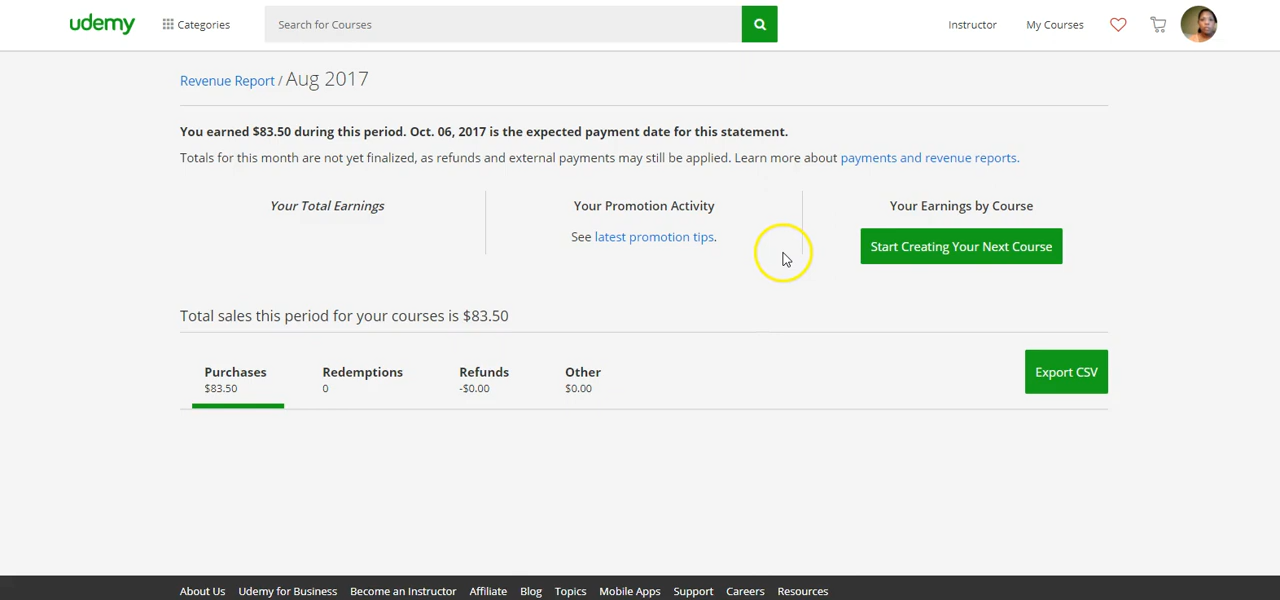 udemy Categories Search for Courses Instructor My Courses
Revenue Report / Aug 2017
You earned $83.50 during this period. Oct. 06, 2017 is the expected payment date for this statement.
Totals for this month are not yet finalized, as refunds and external payments may still be applied. Learn more about payments and revenue reports.
Your Total Earnings Your Promotion Activity Your Earnings by Course
See latest promotion tips. Start Creating Your Next Course
Total sales this period for your courses is $83.50
Purchases Redemptions Refunds Other Export CSV
$83.50 0 -$0.00 $0.00
About Us Udemy for Business Become an Instructor Affiliate Blog Topics Mobile Apps Support Careers Resources